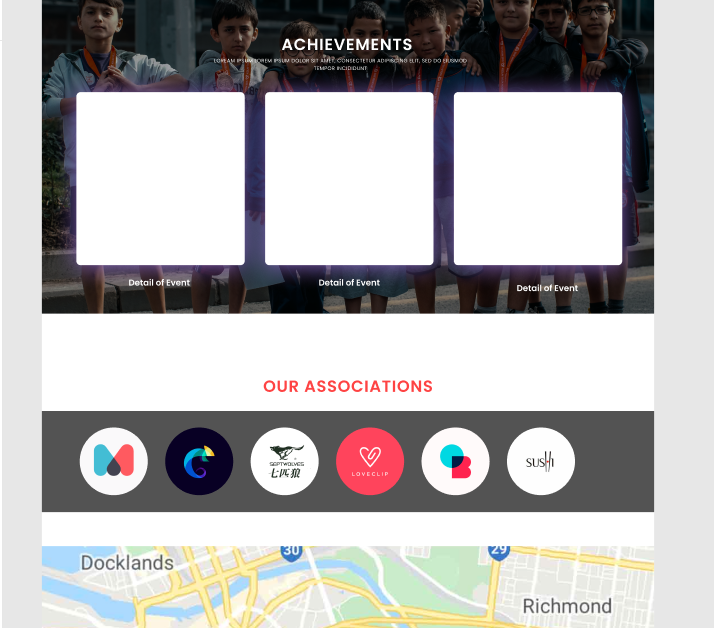 ACHIEVEMENTS
LOREM IPSUM LOREM IPSUM DOLOR SIT AMET, CONSECTETUR ADIPISCING ELIT, SED DO EIUSMOD
TEMPOR INCIDIDUNT
Detail of Event
Detail of Event
Detail of Event
OUR ASSOCIATIONS
SEPTWOLVES
七匹狼
LOVECLIP
SUSHI
30
29
Docklands
Richmond